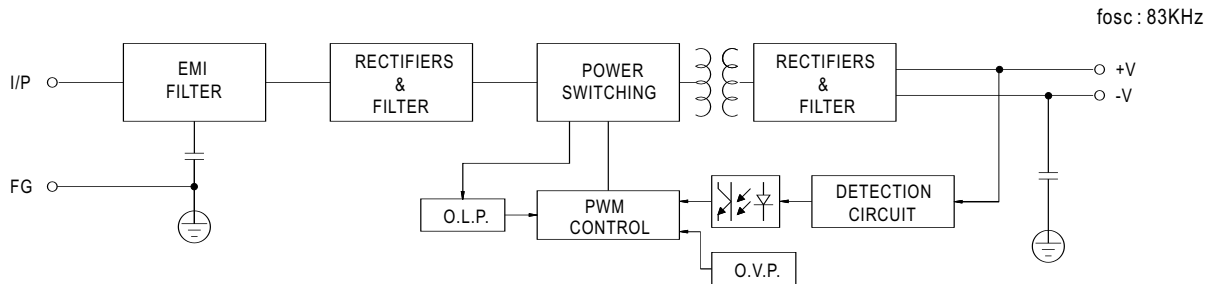 fosc : 83KHz
I/P
EMI
FILTER
RECTIFIERS
&
FILTER
POWER
SWITCHING
RECTIFIERS
&
FILTER
+V
-V
FG
O.L.P.
PWM
CONTROL
DETECTION
CIRCUIT
O.V.P.